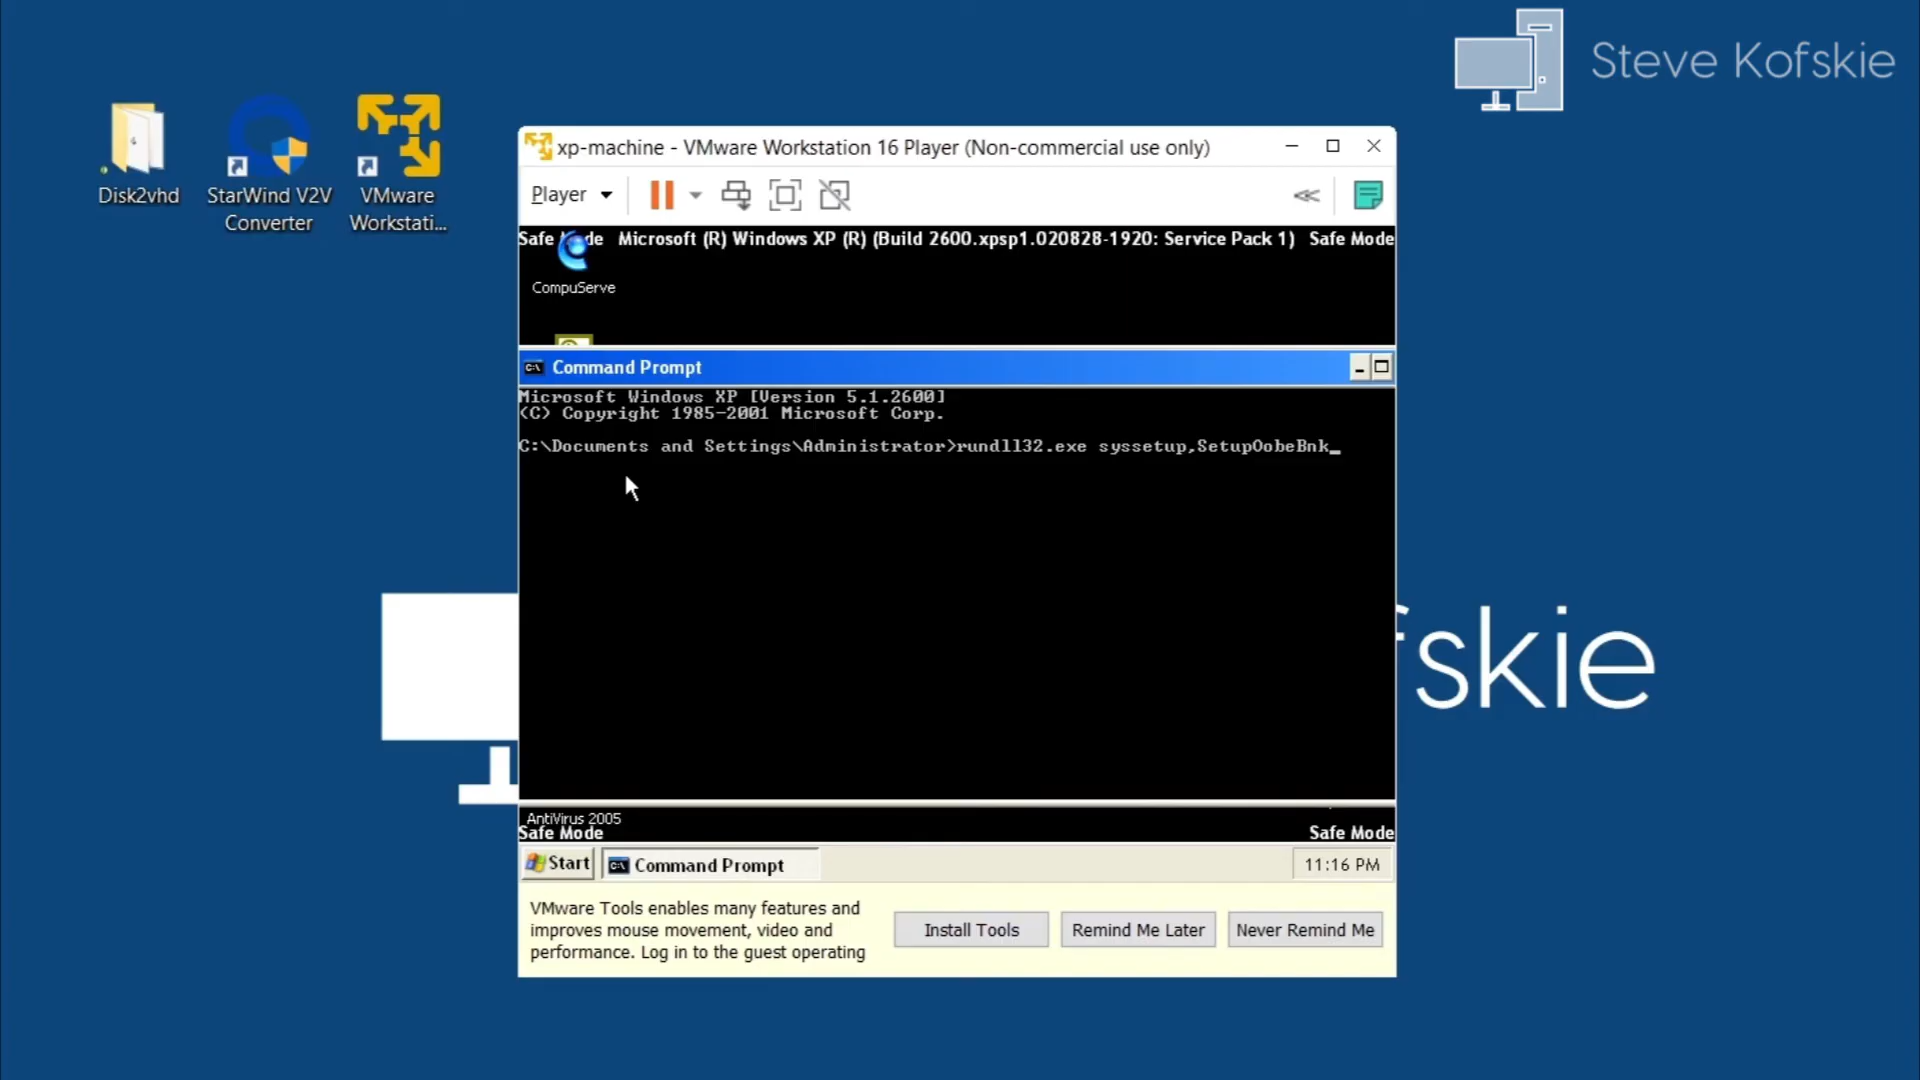 Steve Kofskie
Disk2vhd
StarWind V2V
Converter
VMware
Workstati...
xp-machine - VMware Workstation 16 Player (Non-commercial use only)
Player
Safe Mode Microsoft (R) Windows XP (R) (Build 2600.xpsp1.020828-1920: Service Pack 1) Safe Mode
CompuServe
Command Prompt
Microsoft Windows XP [Version 5.1.2600]
(C) Copyright 1985-2001 Microsoft Corp.
C:\Documents and Settings\Administrator>rundll32.exe syssetup,SetupOobeBnk_
fskie
AntiVirus 2005
Safe Mode Safe Mode
Start Command Prompt 11:16 PM
VMware Tools enables many features and
improves mouse movement, video and
performance. Log in to the guest operating
Install Tools Remind Me Later Never Remind Me